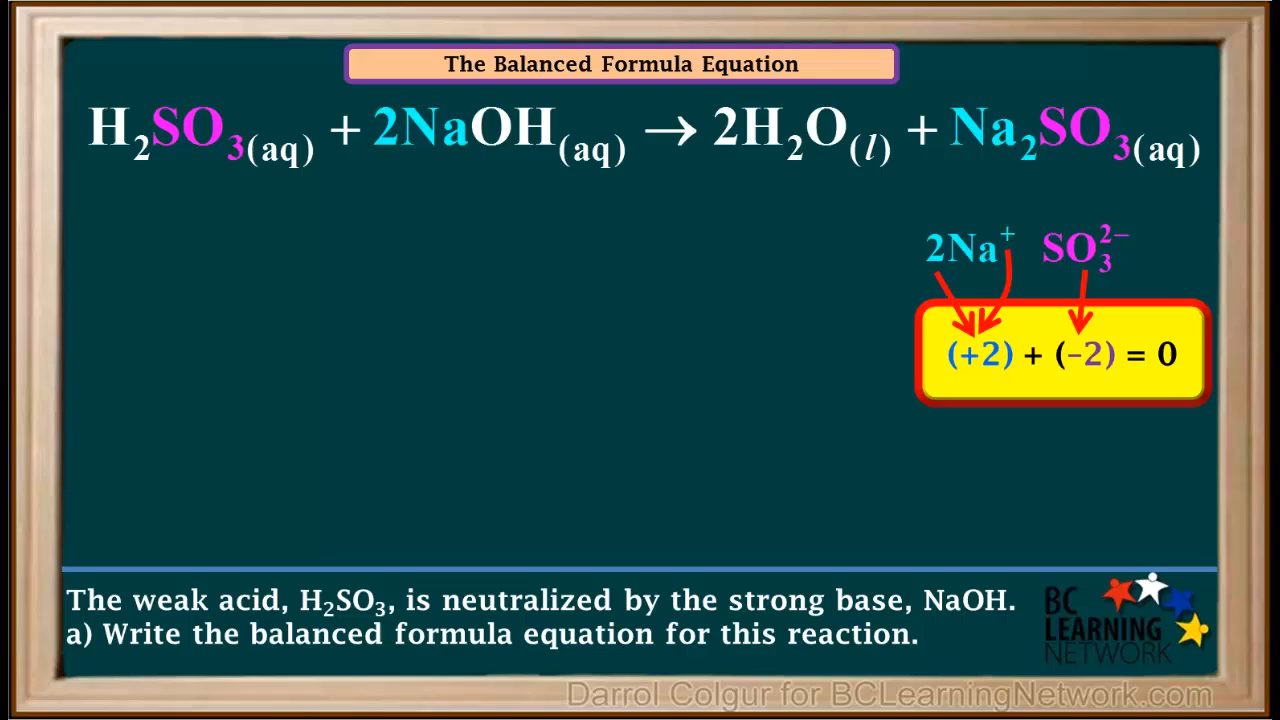 The Balanced Formula Equation
H₂SO₃(aq) + 2NaOH(aq) → 2H₂O(l) + Na₂SO₃(aq)
2Na⁺ SO₃²⁻
(+2) + (–2) = 0
The weak acid, H₂SO₃, is neutralized by the strong base, NaOH.
a) Write the balanced formula equation for this reaction.
BC
LEARNING
NETWORK
Darrol Colgur for BCLearningNetwork.com